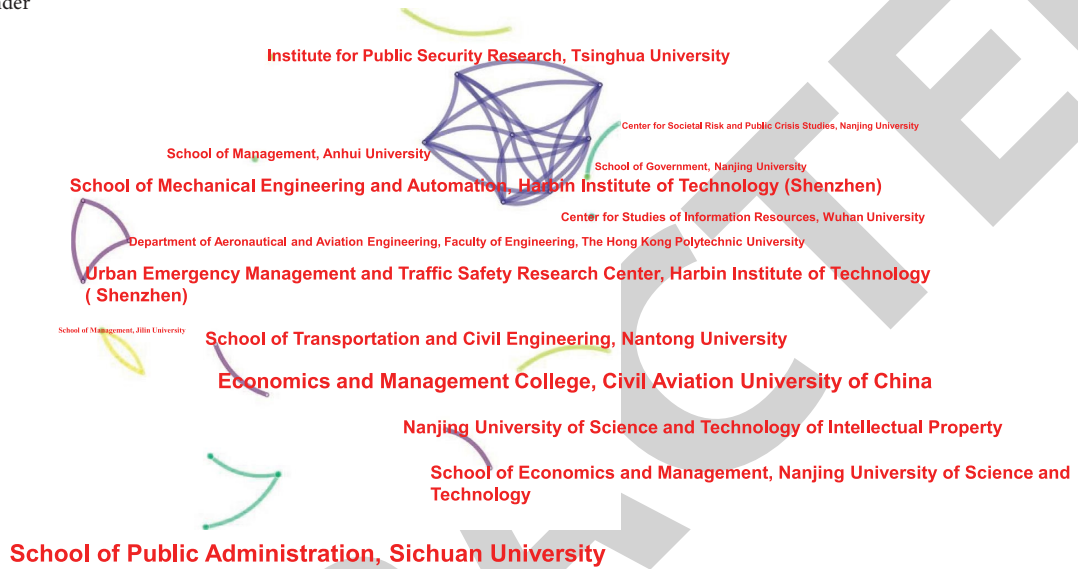 Institute for Public Security Research, Tsinghua University
Center for Societal Risk and Public Crisis Studies, Nanjing University
School of Management, Anhui University
School of Government, Nanjing University
School of Mechanical Engineering and Automation, Harbin Institute of Technology (Shenzhen)
Center for Studies of Information Resources, Wuhan University
Department of Aeronautical and Aviation Engineering, Faculty of Engineering, The Hong Kong Polytechnic University
Urban Emergency Management and Traffic Safety Research Center, Harbin Institute of Technology
( Shenzhen)
School of Management, Jilin University
School of Transportation and Civil Engineering, Nantong University
Economics and Management College, Civil Aviation University of China
Nanjing University of Science and Technology of Intellectual Property
School of Economics and Management, Nanjing University of Science and
Technology
School of Public Administration, Sichuan University